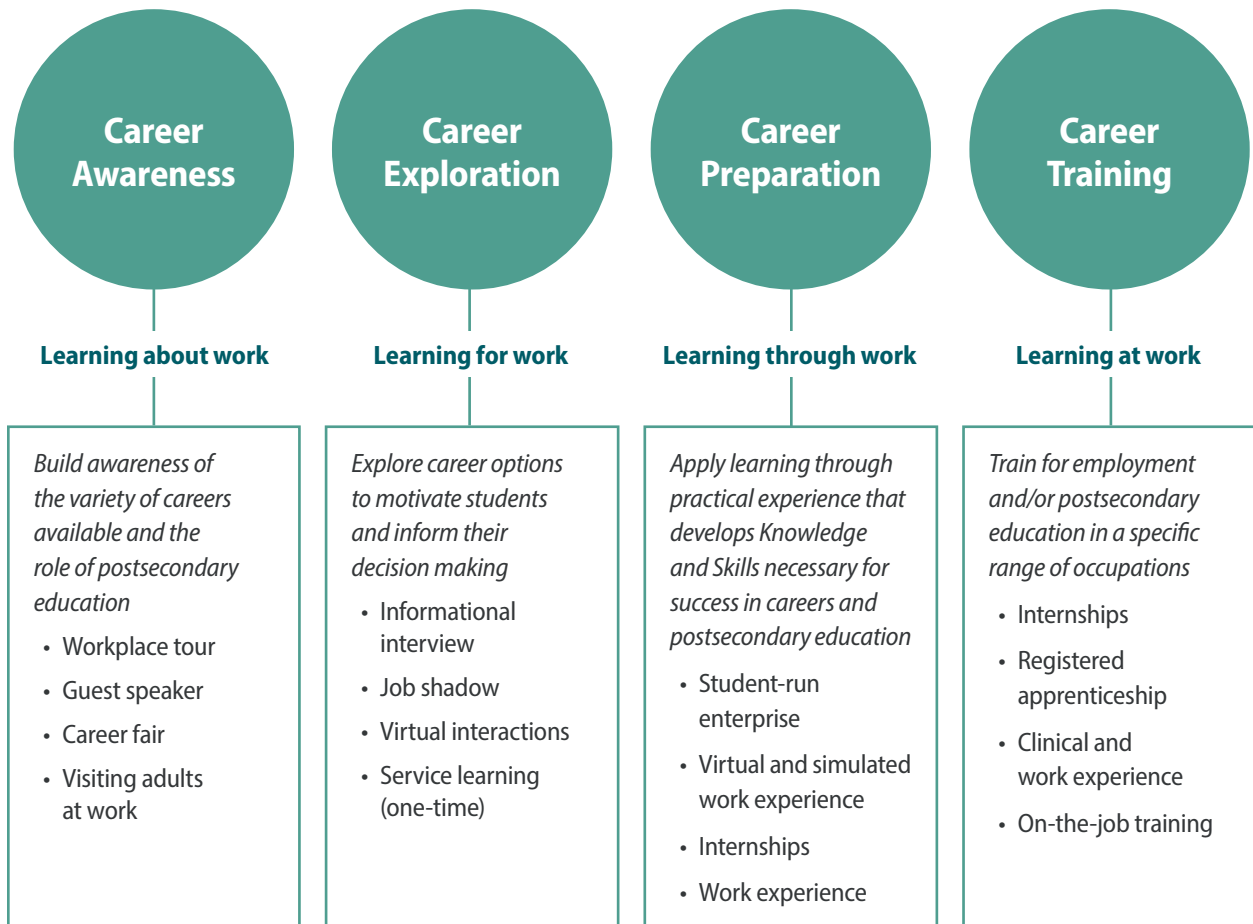 Career
Awareness
Learning about work
Build awareness of
the variety of careers
available and the
role of postsecondary
education
• Workplace tour
• Guest speaker
• Career fair
• Visiting adults
at work
Career
Exploration
Learning for work
Explore career options
to motivate students
and inform their
decision making
• Informational
interview
• Job shadow
• Virtual interactions
• Service learning
(one-time)
Career
Preparation
Learning through work
Apply learning through
practical experience that
develops Knowledge
and Skills necessary for
success in careers and
postsecondary education
• Student-run
enterprise
• Virtual and simulated
work experience
• Internships
• Work experience
Career
Training
Learning at work
Train for employment
and/or postsecondary
education in a specific
range of occupations
• Internships
• Registered
apprenticeship
• Clinical and
work experience
• On-the-job training